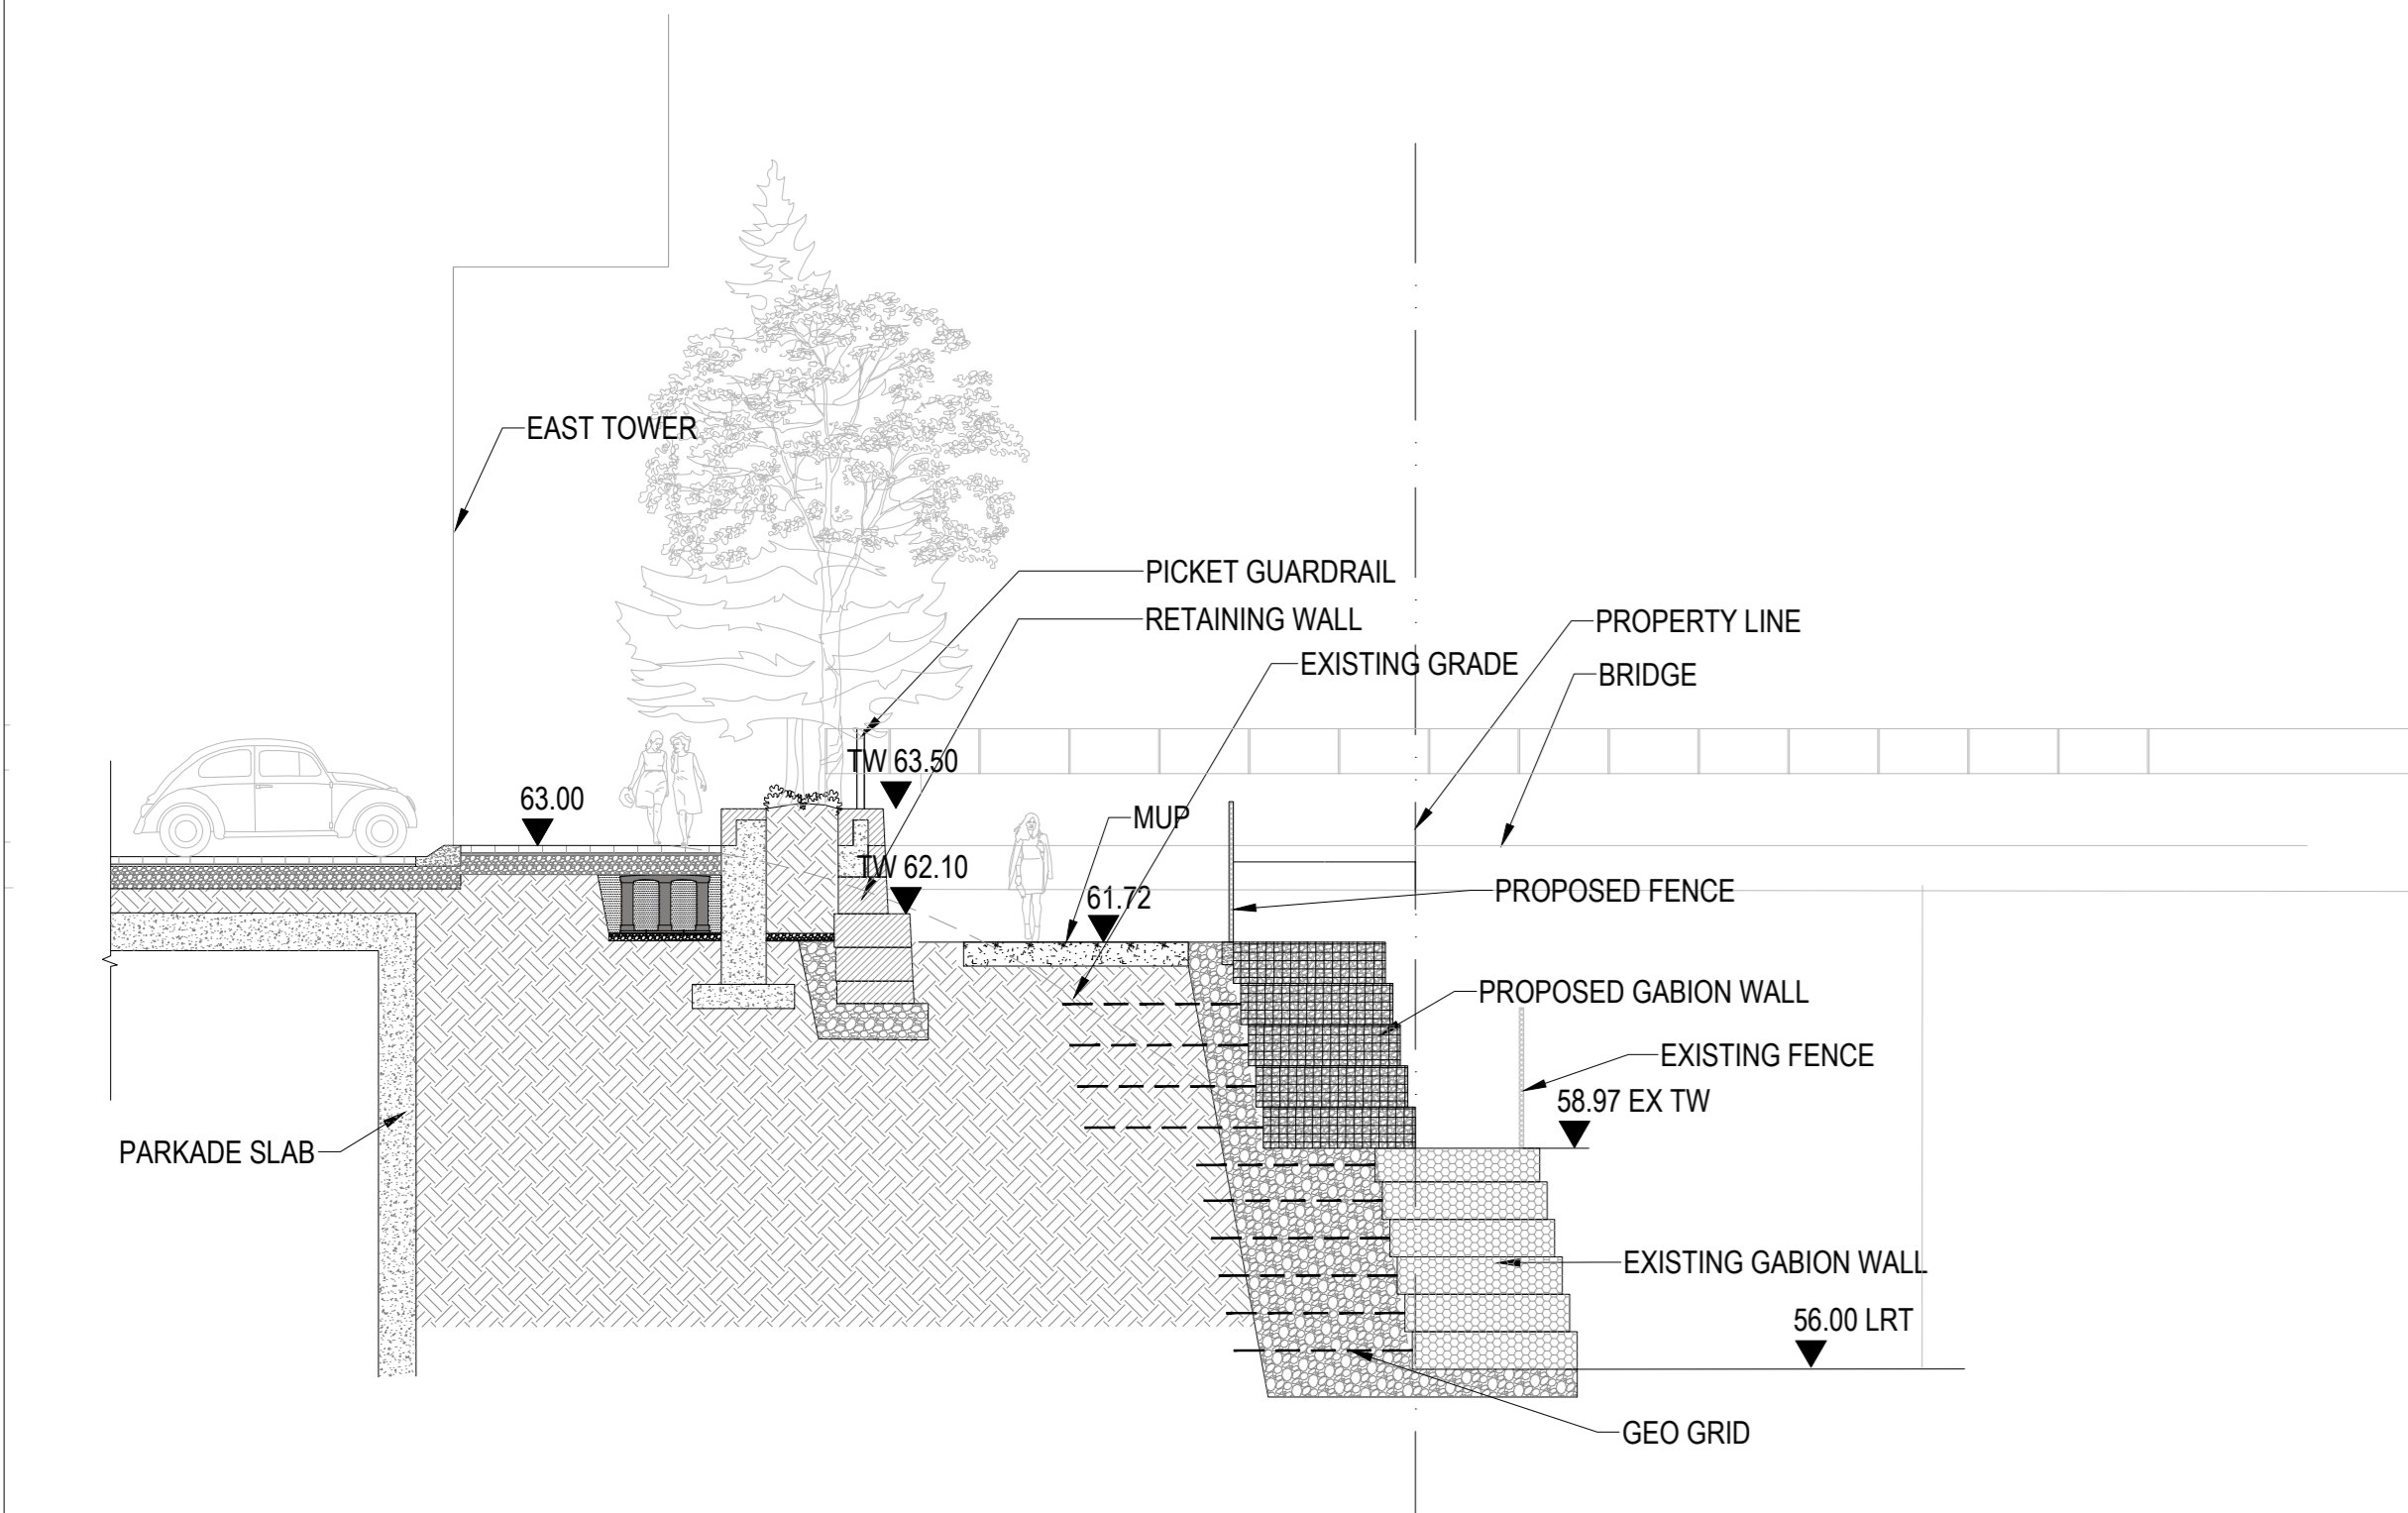 EAST TOWER
PICKET GUARDRAIL
RETAINING WALL
PROPERTY LINE
EXISTING GRADE
BRIDGE
TW 63.50
63.00
MUP
TW 62.10
61.72
PROPOSED FENCE
PROPOSED GABION WALL
EXISTING FENCE
58.97 EX TW
PARKADE SLAB
EXISTING GABION WALL
56.00 LRT
GEO GRID